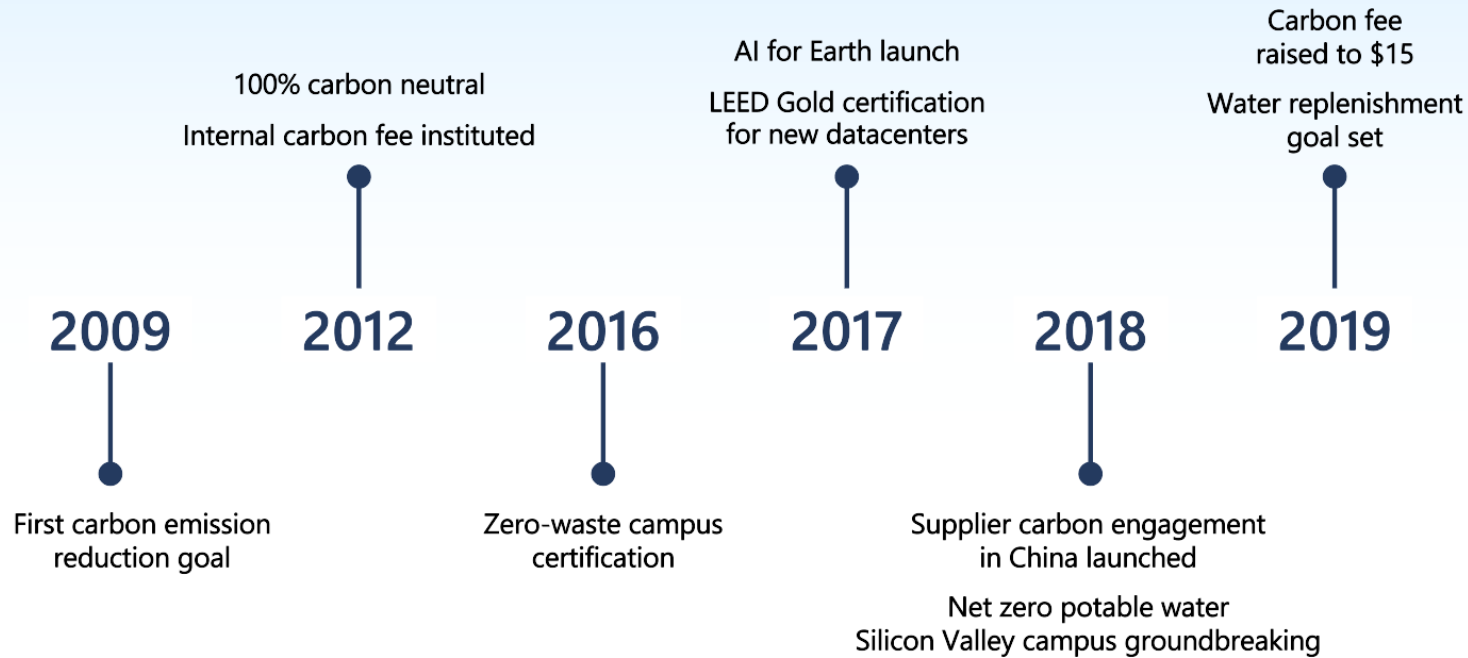 100% carbon neutral
Internal carbon fee instituted
AI for Earth launch
LEED Gold certification
for new datacenters
Carbon fee
raised to $15
Water replenishment
goal set
2009
2012
2016
2017
2018
2019
First carbon emission
reduction goal
Zero-waste campus
certification
Supplier carbon engagement
in China launched
Net zero potable water
Silicon Valley campus groundbreaking